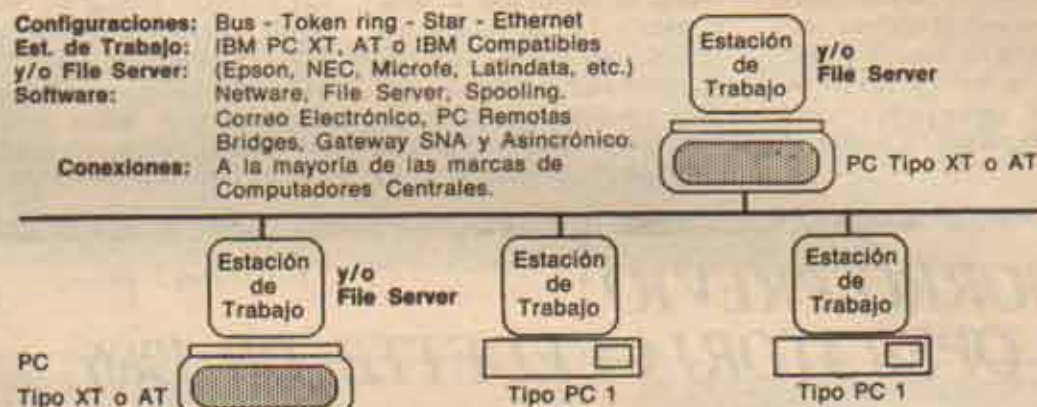 Configuraciones: Bus - Token ring - Star - Ethernet
Est. de Trabajo: IBM PC XT, AT o IBM Compatibles
y/o File Server: (Epson, NEC, Microfe, Latindata, etc.)
Software: Netware, File Server, Spooling.
Correo Electrónico, PC Remotas
Bridges, Gateway SNA y Asincrónico.
Conexiones: A la mayoría de las marcas de
Computadores Centrales.
Estación
de
Trabajo
y/o
File Server
PC Tipo XT o AT
Estación
de
Trabajo
y/o
File Server
PC
Tipo XT o AT
Estación
de
Trabajo
Tipo PC 1
Estación
de
Trabajo
Tipo PC 1